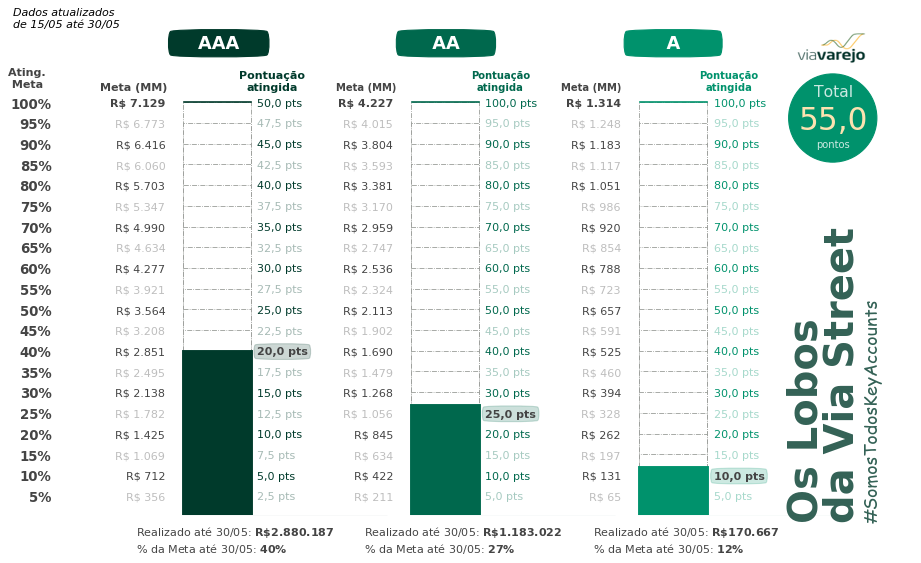 Dados atualizados
de 15/05 até 30/05
AAA AA A
viavarejo
Total
55,0
pontos
Ating. Meta Meta (MM) Pontuação atingida Meta (MM) Pontuação atingida Meta (MM) Pontuação atingida
100% R$ 7.129 50,0 pts R$ 4.227 100,0 pts R$ 1.314 100,0 pts
95% R$ 6.773 47,5 pts R$ 4.015 95,0 pts R$ 1.248 95,0 pts
90% R$ 6.416 45,0 pts R$ 3.804 90,0 pts R$ 1.183 90,0 pts
85% R$ 6.060 42,5 pts R$ 3.593 85,0 pts R$ 1.117 85,0 pts
80% R$ 5.703 40,0 pts R$ 3.381 80,0 pts R$ 1.051 80,0 pts
75% R$ 5.347 37,5 pts R$ 3.170 75,0 pts R$ 986 75,0 pts
70% R$ 4.990 35,0 pts R$ 2.959 70,0 pts R$ 920 70,0 pts
65% R$ 4.634 32,5 pts R$ 2.747 65,0 pts R$ 854 65,0 pts
60% R$ 4.277 30,0 pts R$ 2.536 60,0 pts R$ 788 60,0 pts
55% R$ 3.921 27,5 pts R$ 2.324 55,0 pts R$ 723 55,0 pts
50% R$ 3.564 25,0 pts R$ 2.113 50,0 pts R$ 657 50,0 pts
45% R$ 3.208 22,5 pts R$ 1.902 45,0 pts R$ 591 45,0 pts
40% R$ 2.851 20,0 pts R$ 1.690 40,0 pts R$ 525 40,0 pts
35% R$ 2.495 17,5 pts R$ 1.479 35,0 pts R$ 460 35,0 pts
30% R$ 2.138 15,0 pts R$ 1.268 30,0 pts R$ 394 30,0 pts
25% R$ 1.782 12,5 pts R$ 1.056 25,0 pts R$ 328 25,0 pts
20% R$ 1.425 10,0 pts R$ 845 20,0 pts R$ 262 20,0 pts
15% R$ 1.069 7,5 pts R$ 634 15,0 pts R$ 197 15,0 pts
10% R$ 712 5,0 pts R$ 422 10,0 pts R$ 131 10,0 pts
5% R$ 356 2,5 pts R$ 211 5,0 pts R$ 65 5,0 pts
Realizado até 30/05: R$2.880.187 Realizado até 30/05: R$1.183.022 Realizado até 30/05: R$170.667
% da Meta até 30/05: 40% % da Meta até 30/05: 27% % da Meta até 30/05: 12%
Os Lobos
da Via Street
#SomosTodosKeyAccounts